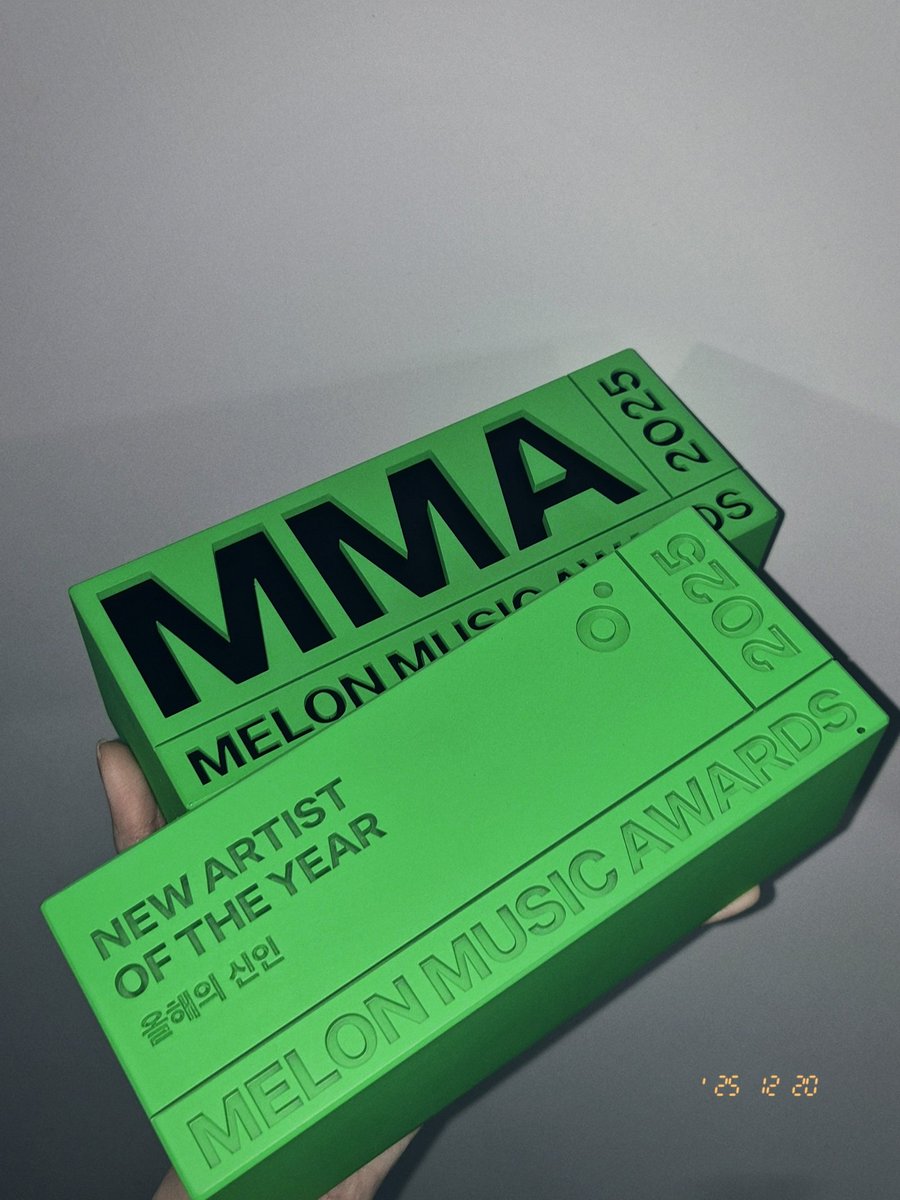 MMA
2025
MELON MUSIC AWARDS
2025
NEW ARTIST
OF THE YEAR
올해의 신인
MELON MUSIC AWARDS
'25 12 20